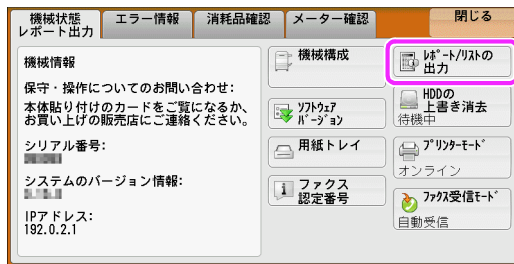 機械状態
レポート出力
エラー情報
消耗品確認
メーター確認
閉じる
機械情報
保守・操作についてのお問い合わせ:
本体貼り付けのカードをご覧になるか、
お買い上げの販売店にご連絡ください。
シリアル番号:
システムのバージョン情報:
IPアドレス:
192.0.2.1
機械構成
ソフトウェア
バージョン
用紙トレイ
ファクス
認定番号
レポート/リストの
出力
HDDの
上書き消去
待機中
プリンターモード
オンライン
ファクス受信モード
自動受信